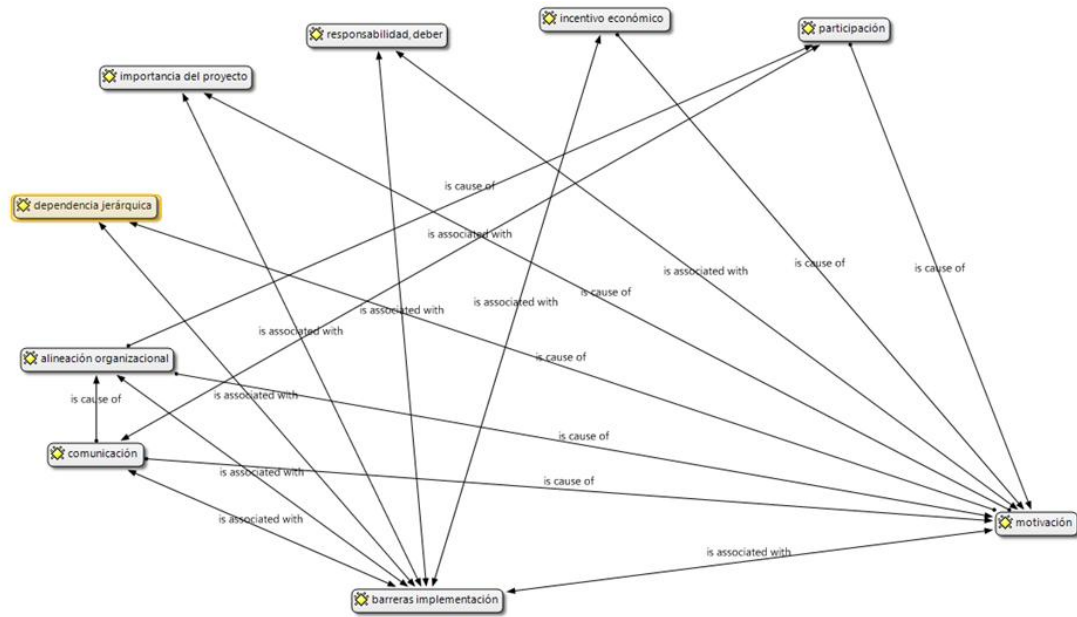 incentivo económico
participación
responsabilidad, deber
importancia del proyecto
is cause of
dependencia jerárquica
is associated with
is associated with
is cause of
is cause of
is cause of
is associated with
is associated with
is associated with
is associated with
alineación organizacional
is cause of
is associated with
is cause of
is cause of
comunicación
is associated with
is cause of
is associated with
motivación
is associated with
barreras implementación